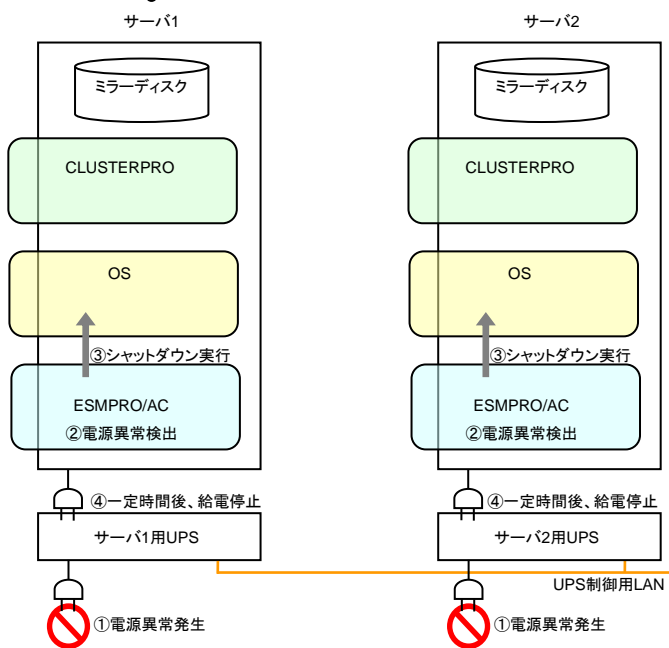 サーバ1
サーバ2
ミラーディスク
ミラーディスク
CLUSTERPRO
CLUSTERPRO
OS
OS
③シャットダウン実行
③シャットダウン実行
ESMPRO/AC
ESMPRO/AC
②電源異常検出
②電源異常検出
④一定時間後、給電停止
④一定時間後、給電停止
サーバ1用UPS
サーバ2用UPS
UPS制御用LAN
①電源異常発生
①電源異常発生